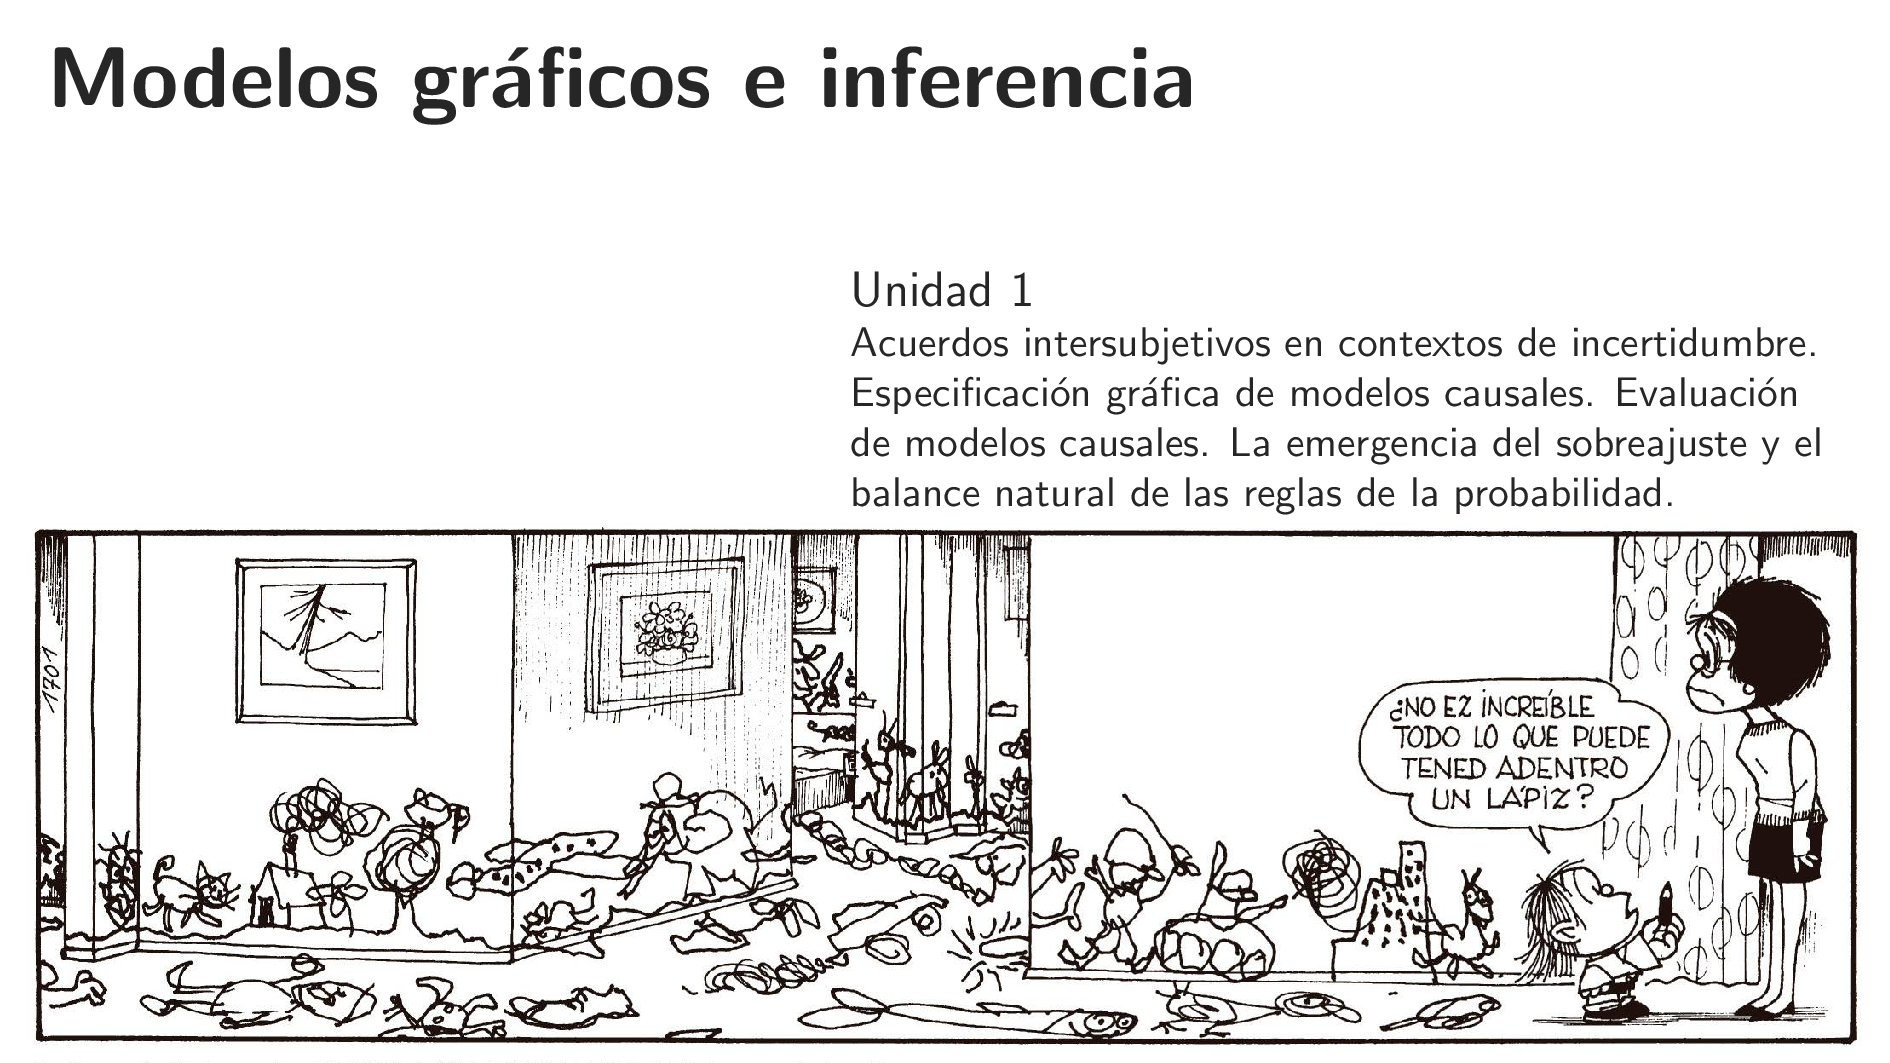 Modelos gráficos e inferencia
Unidad 1
Acuerdos intersubjetivos en contextos de incertidumbre.
Especificación gráfica de modelos causales. Evaluación
de modelos causales. La emergencia del sobreajuste y el
balance natural de las reglas de la probabilidad.
1701
¿NO EZ INCREÍBLE
TODO LO QUE PUEDE
TENED ADENTRO
UN LÁPIZ?